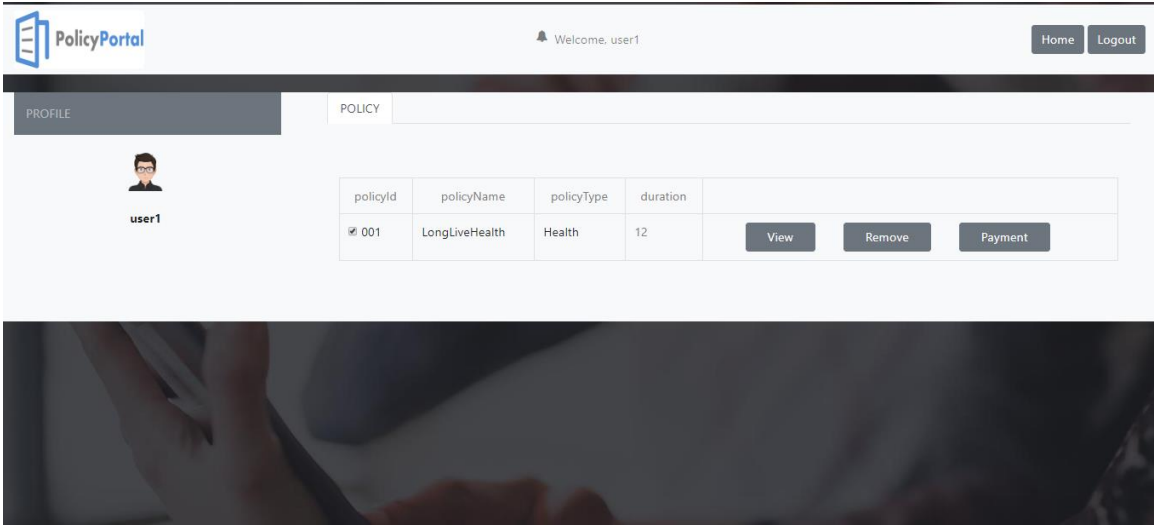 PolicyPortal
Welcome, user1
Home Logout
PROFILE
user1
POLICY
policyId policyName policyType duration
001 LongLiveHealth Health 12 View Remove Payment